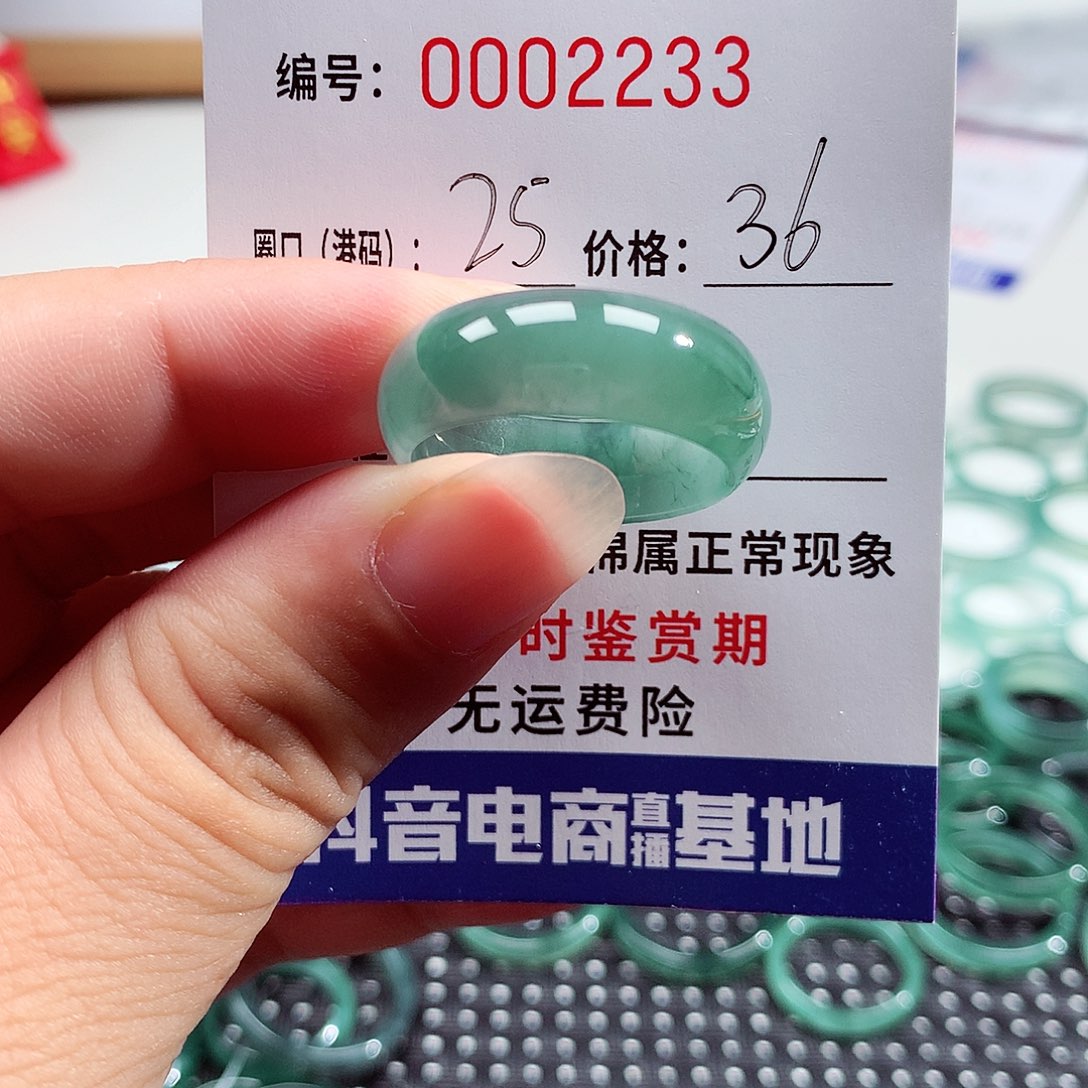 编号：0002233
圈口（港码）：25 价格：36
棉属正常现象
时鉴赏期
无运费险
抖音电商直播基地